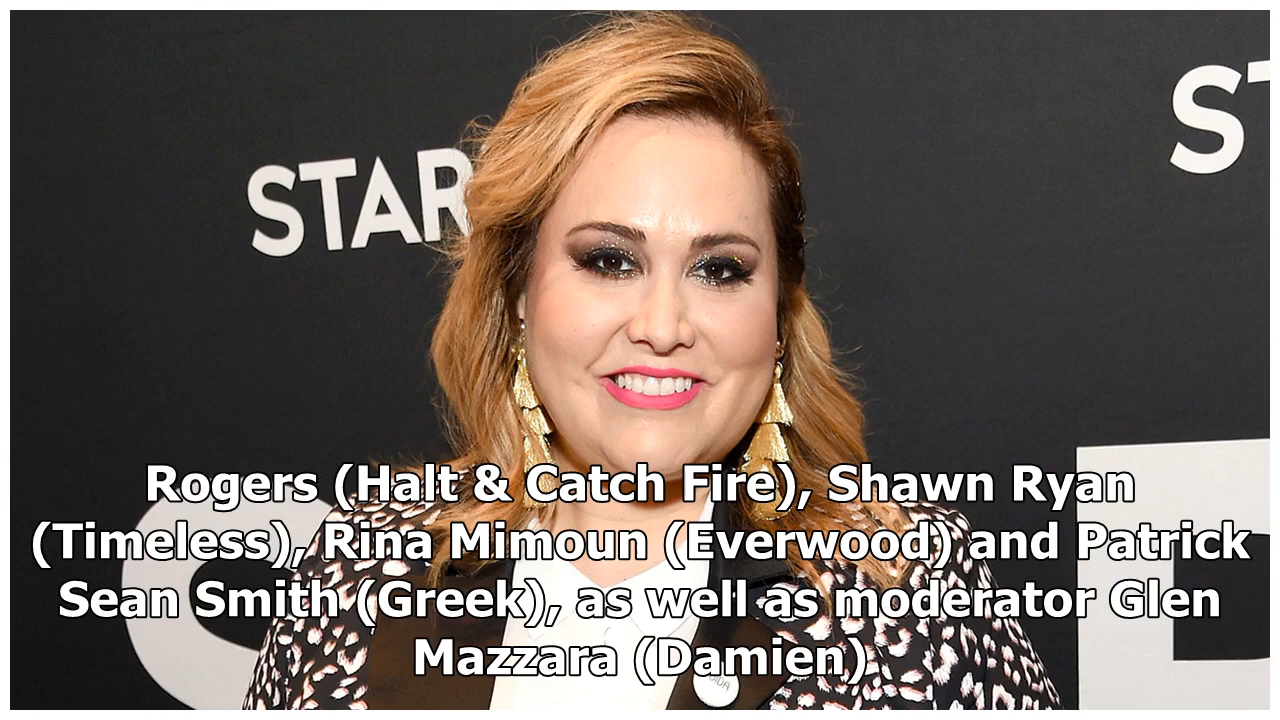 STAR
ST
Rogers (Halt & Catch Fire), Shawn Ryan
(Timeless), Rina Mimoun (Everwood) and Patrick
Sean Smith (Greek), as well as moderator Glen
Mazzara (Damien)
VIDA